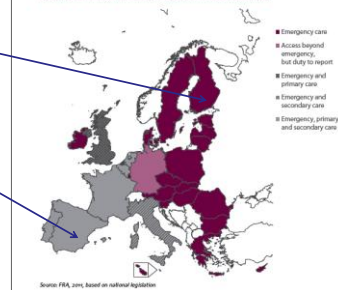 Emergency care
Access beyond
emergency,
but duty to report
Emergency and
primary care
Emergency and
secondary care
Emergency, primary
and secondary care
Source: FRA, 2011, based on national legislation